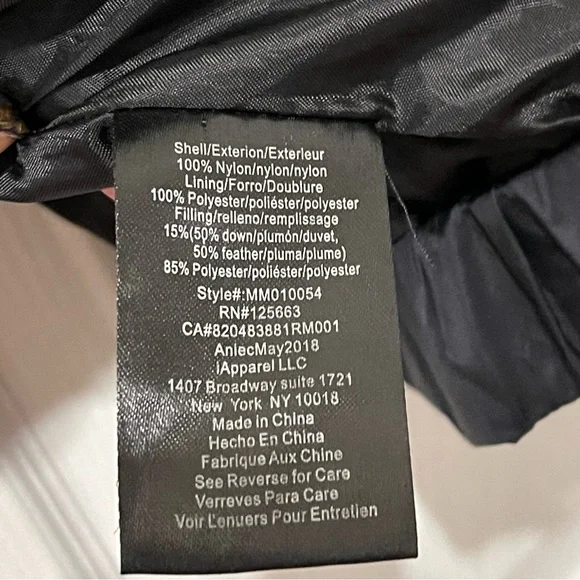 Shell/Exterion/Exterieur
100% Nylon/nylon/nylon
Lining/Forro/Doublure
100% Polyester/poliéster/polyester
Filling/relleno/remplissage
15%(50% down/plumón/duvet,
50% feather/pluma/plume)
85% Polyester/poliéster/polyester
Style#:MM010054
RN#125663
CA#820483881RM001
AniecMay2018
iApparel LLC
1407 Broadway suite 1721
New York NY 10018
Made in China
Hecho En China
Fabrique Aux Chine
See Reverse for Care
Verreves Para Care
Voir L'enuers Pour Entretien